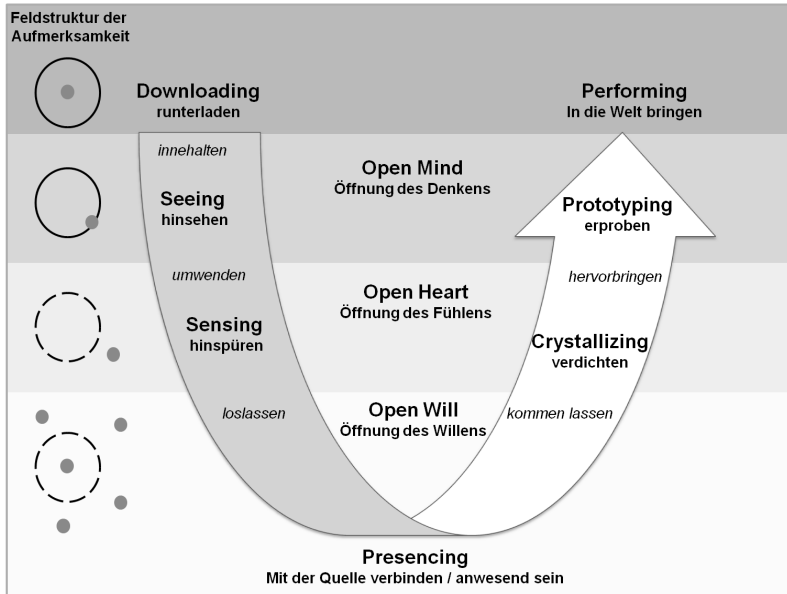 Feldstruktur der
Aufmerksamkeit
Downloading
runterladen
Performing
In die Welt bringen
innehalten
Open Mind
Öffnung des Denkens
Seeing
hinsehen
Prototyping
erproben
umwenden
hervorbringen
Open Heart
Öffnung des Fühlens
Sensing
hinspüren
Crystallizing
verdichten
loslassen
Open Will
Öffnung des Willens
kommen lassen
Presencing
Mit der Quelle verbinden / anwesend sein